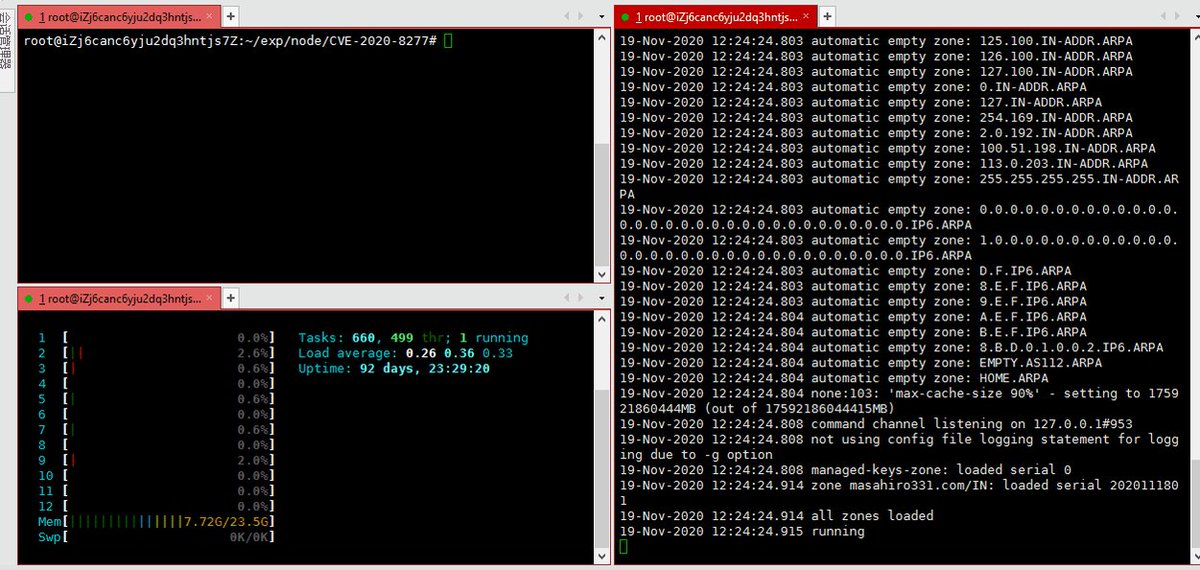 1 root@iZj6canc6yju2dq3hntjs... × +
root@iZj6canc6yju2dq3hntjs7Z:~/exp/node/CVE-2020-8277#
1 root@iZj6canc6yju2dq3hntjs... × +
1 [ 0.0%] Tasks: 660, 499 thr; 1 running
2 [|| 2.6%] Load average: 0.26 0.36 0.33
3 [| 0.6%] Uptime: 92 days, 23:29:20
4 [ 0.0%]
5 [| 0.6%]
6 [ 0.0%]
7 [| 0.6%]
8 [ 0.0%]
9 [| 2.0%]
10 [ 0.0%]
11 [ 0.0%]
12 [ 0.0%]
Mem[|||||||||||||||7.72G/23.5G]
Swp[ 0K/0K]
1 root@iZj6canc6yju2dq3hntjs... × +
19-Nov-2020 12:24:24.803 automatic empty zone: 125.100.IN-ADDR.ARPA
19-Nov-2020 12:24:24.803 automatic empty zone: 126.100.IN-ADDR.ARPA
19-Nov-2020 12:24:24.803 automatic empty zone: 127.100.IN-ADDR.ARPA
19-Nov-2020 12:24:24.803 automatic empty zone: 0.IN-ADDR.ARPA
19-Nov-2020 12:24:24.803 automatic empty zone: 127.IN-ADDR.ARPA
19-Nov-2020 12:24:24.803 automatic empty zone: 254.169.IN-ADDR.ARPA
19-Nov-2020 12:24:24.803 automatic empty zone: 2.0.192.IN-ADDR.ARPA
19-Nov-2020 12:24:24.803 automatic empty zone: 100.51.198.IN-ADDR.ARPA
19-Nov-2020 12:24:24.803 automatic empty zone: 113.0.203.IN-ADDR.ARPA
19-Nov-2020 12:24:24.803 automatic empty zone: 255.255.255.255.IN-ADDR.AR
PA
19-Nov-2020 12:24:24.803 automatic empty zone: 0.0.0.0.0.0.0.0.0.0.0.0.0.
0.0.0.0.0.0.0.0.0.0.0.0.0.0.0.0.0.0.0.IP6.ARPA
19-Nov-2020 12:24:24.803 automatic empty zone: 1.0.0.0.0.0.0.0.0.0.0.0.0.
0.0.0.0.0.0.0.0.0.0.0.0.0.0.0.0.0.0.0.IP6.ARPA
19-Nov-2020 12:24:24.803 automatic empty zone: D.F.IP6.ARPA
19-Nov-2020 12:24:24.803 automatic empty zone: 8.E.F.IP6.ARPA
19-Nov-2020 12:24:24.803 automatic empty zone: 9.E.F.IP6.ARPA
19-Nov-2020 12:24:24.804 automatic empty zone: A.E.F.IP6.ARPA
19-Nov-2020 12:24:24.804 automatic empty zone: B.E.F.IP6.ARPA
19-Nov-2020 12:24:24.804 automatic empty zone: 8.B.D.0.1.0.0.2.IP6.ARPA
19-Nov-2020 12:24:24.804 automatic empty zone: EMPTY.AS112.ARPA
19-Nov-2020 12:24:24.804 automatic empty zone: HOME.ARPA
19-Nov-2020 12:24:24.804 none:103: 'max-cache-size 90%' - setting to 1759
21860444MB (out of 17592186044415MB)
19-Nov-2020 12:24:24.808 command channel listening on 127.0.0.1#953
19-Nov-2020 12:24:24.808 not using config file logging statement for logg
ing due to -g option
19-Nov-2020 12:24:24.808 managed-keys-zone: loaded serial 0
19-Nov-2020 12:24:24.914 zone masahiro331.com/IN: loaded serial 202011180
1
19-Nov-2020 12:24:24.914 all zones loaded
19-Nov-2020 12:24:24.915 running